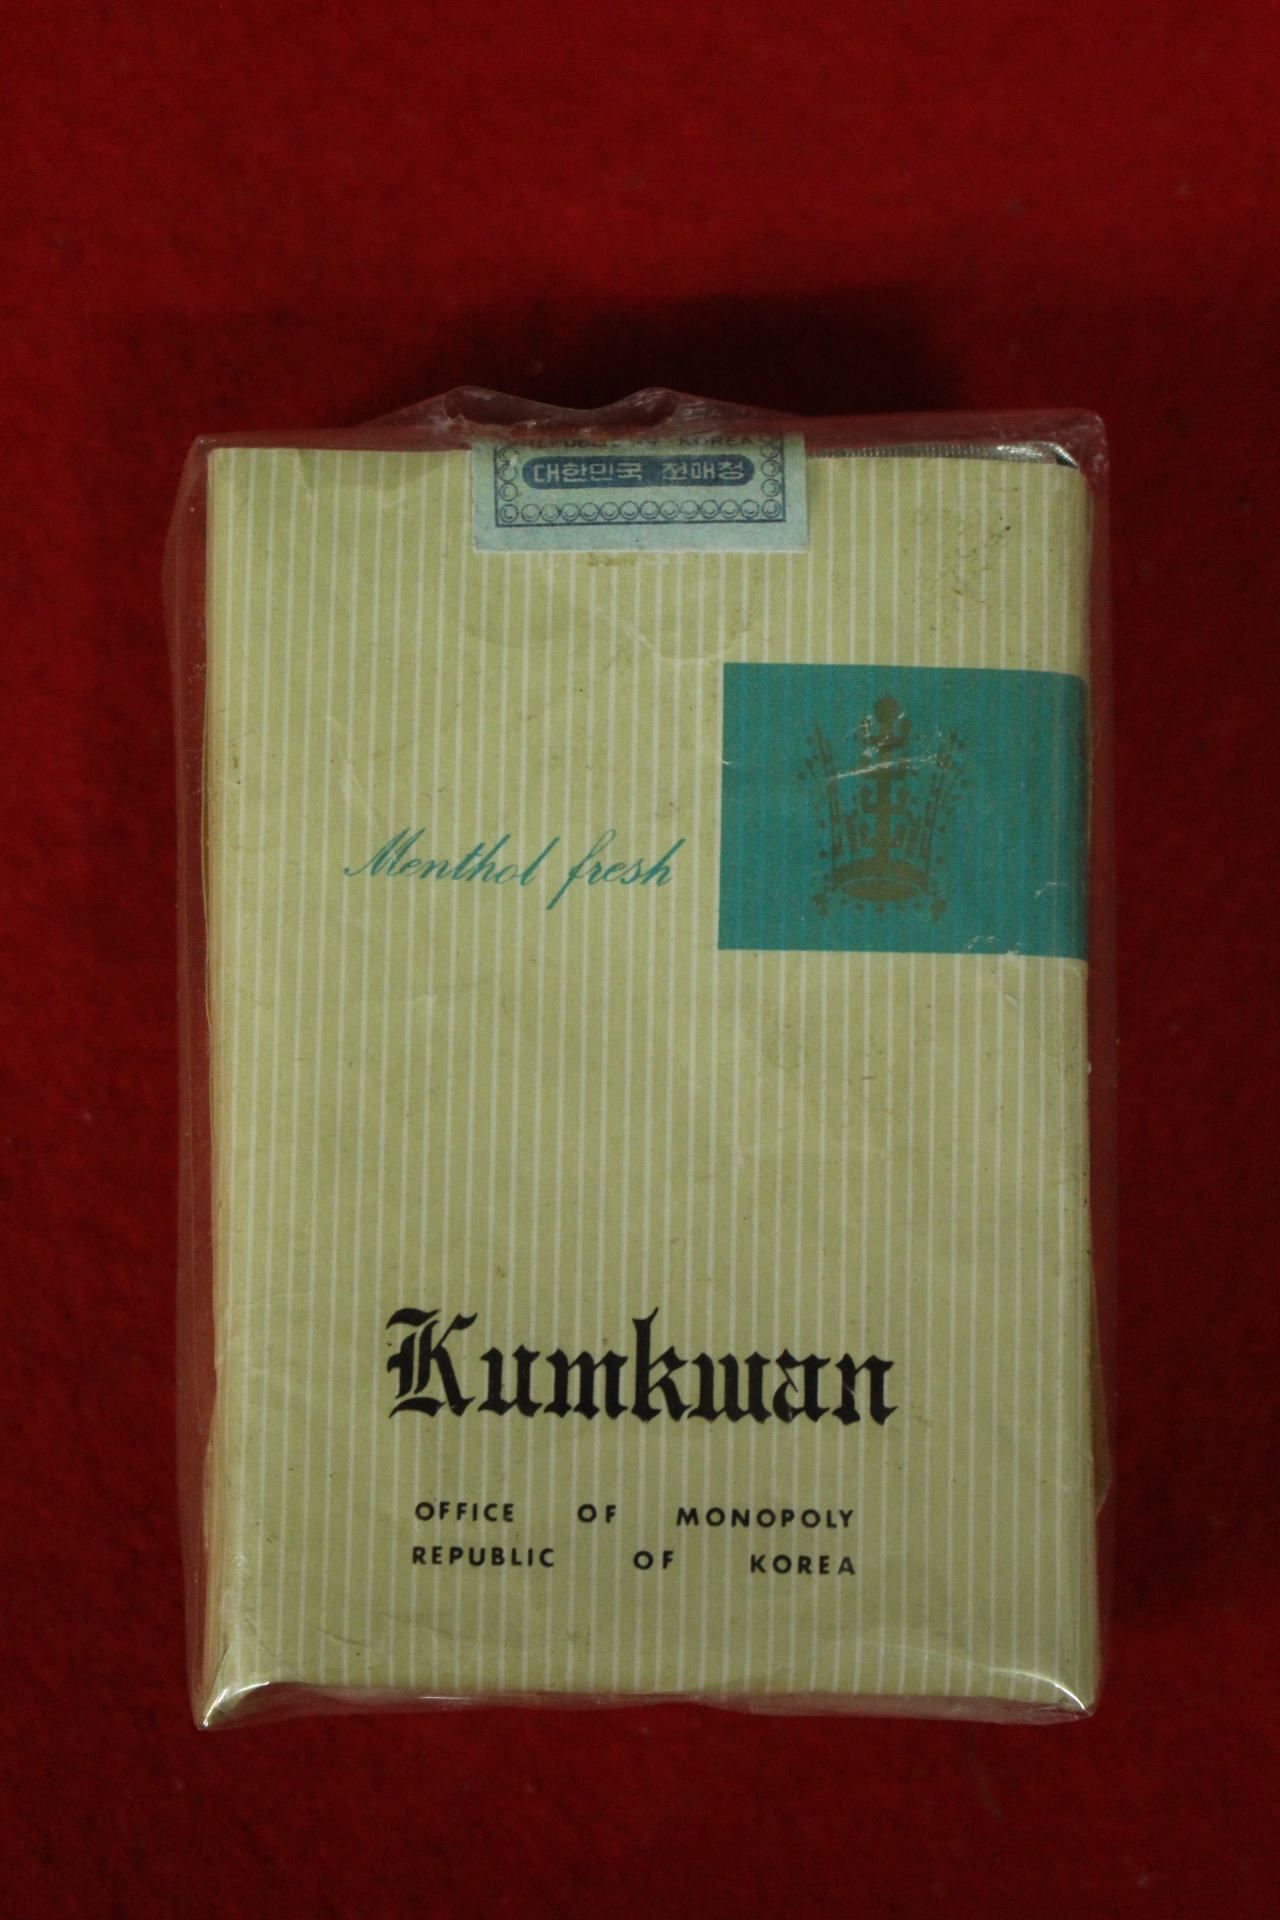 REPUBLIC OF KOREA
대한민국 전매청
Menthol fresh
Kumkwan
OFFICE OF MONOPOLY
REPUBLIC OF KOREA